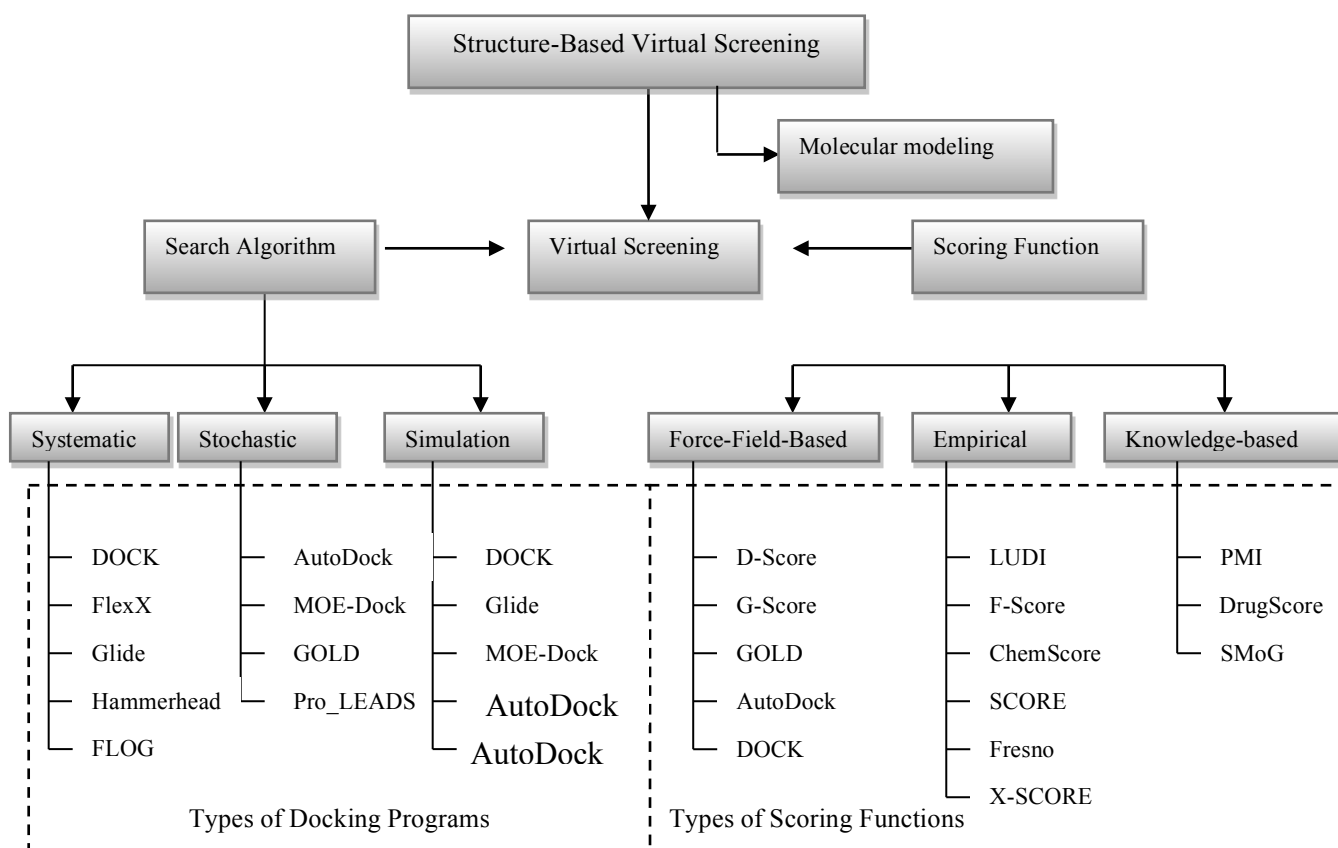 Structure-Based Virtual Screening
Molecular modeling
Search Algorithm
Virtual Screening
Scoring Function
Systematic
Stochastic
Simulation
Force-Field-Based
Empirical
Knowledge-based
DOCK
FlexX
Glide
Hammerhead
FLOG
AutoDock
MOE-Dock
GOLD
Pro_LEADS
DOCK
Glide
MOE-Dock
AutoDock
AutoDock
D-Score
G-Score
GOLD
AutoDock
DOCK
LUDI
F-Score
ChemScore
SCORE
Fresno
X-SCORE
PMI
DrugScore
SMoG
Types of Docking Programs
Types of Scoring Functions